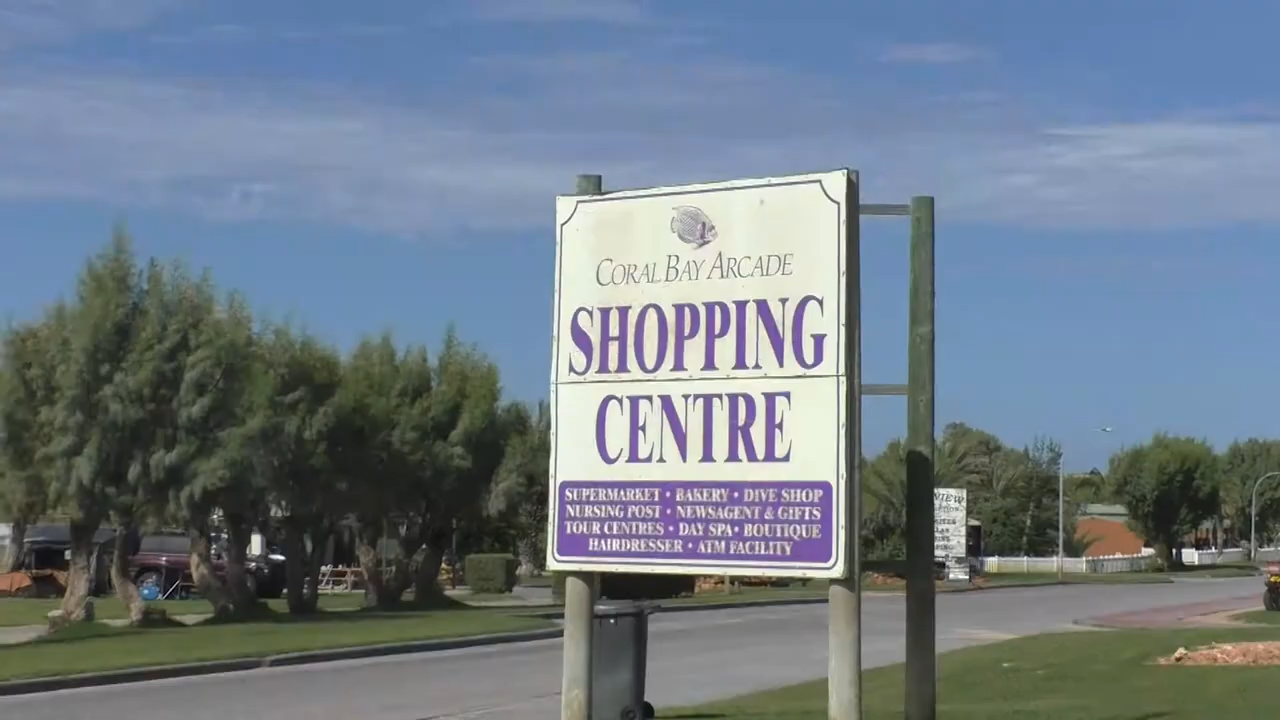 CORAL BAY ARCADE
SHOPPING
CENTRE
SUPERMARKET • BAKERY • DIVE SHOP
NURSING POST • NEWSAGENT & GIFTS
TOUR CENTRES • DAY SPA • BOUTIQUE
HAIRDRESSER • ATM FACILITY